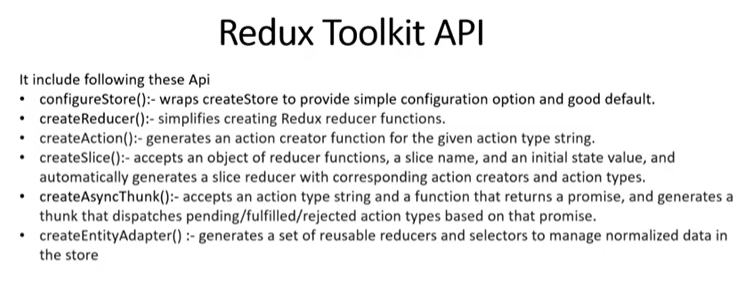 Redux Toolkit API
It include following these Api
• configureStore():- wraps createStore to provide simple configuration option and good default.
• createReducer():- simplifies creating Redux reducer functions.
• createAction():- generates an action creator function for the given action type string.
• createSlice():- accepts an object of reducer functions, a slice name, and an initial state value, and
automatically generates a slice reducer with corresponding action creators and action types.
• createAsyncThunk():- accepts an action type string and a function that returns a promise, and generates a
thunk that dispatches pending/fulfilled/rejected action types based on that promise.
• createEntityAdapter() :- generates a set of reusable reducers and selectors to manage normalized data in
the store